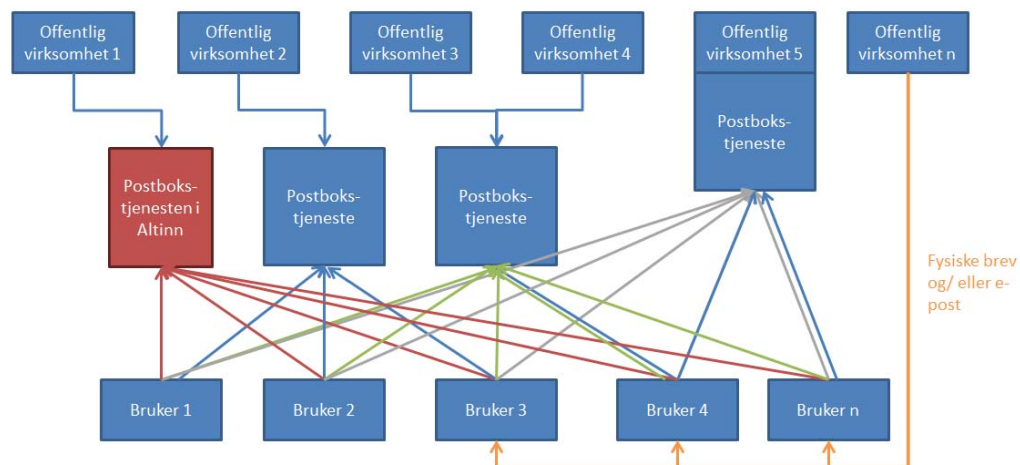 Offentlig
virksomhet 1
Offentlig
virksomhet 2
Offentlig
virksomhet 3
Offentlig
virksomhet 4
Offentlig
virksomhet 5
Offentlig
virksomhet n
Postboks-
tjeneste
Postboks-
tjenesten i
Altinn
Postboks-
tjeneste
Postboks-
tjeneste
Fysiske brev
og/ eller e-
post
Bruker 1
Bruker 2
Bruker 3
Bruker 4
Bruker n